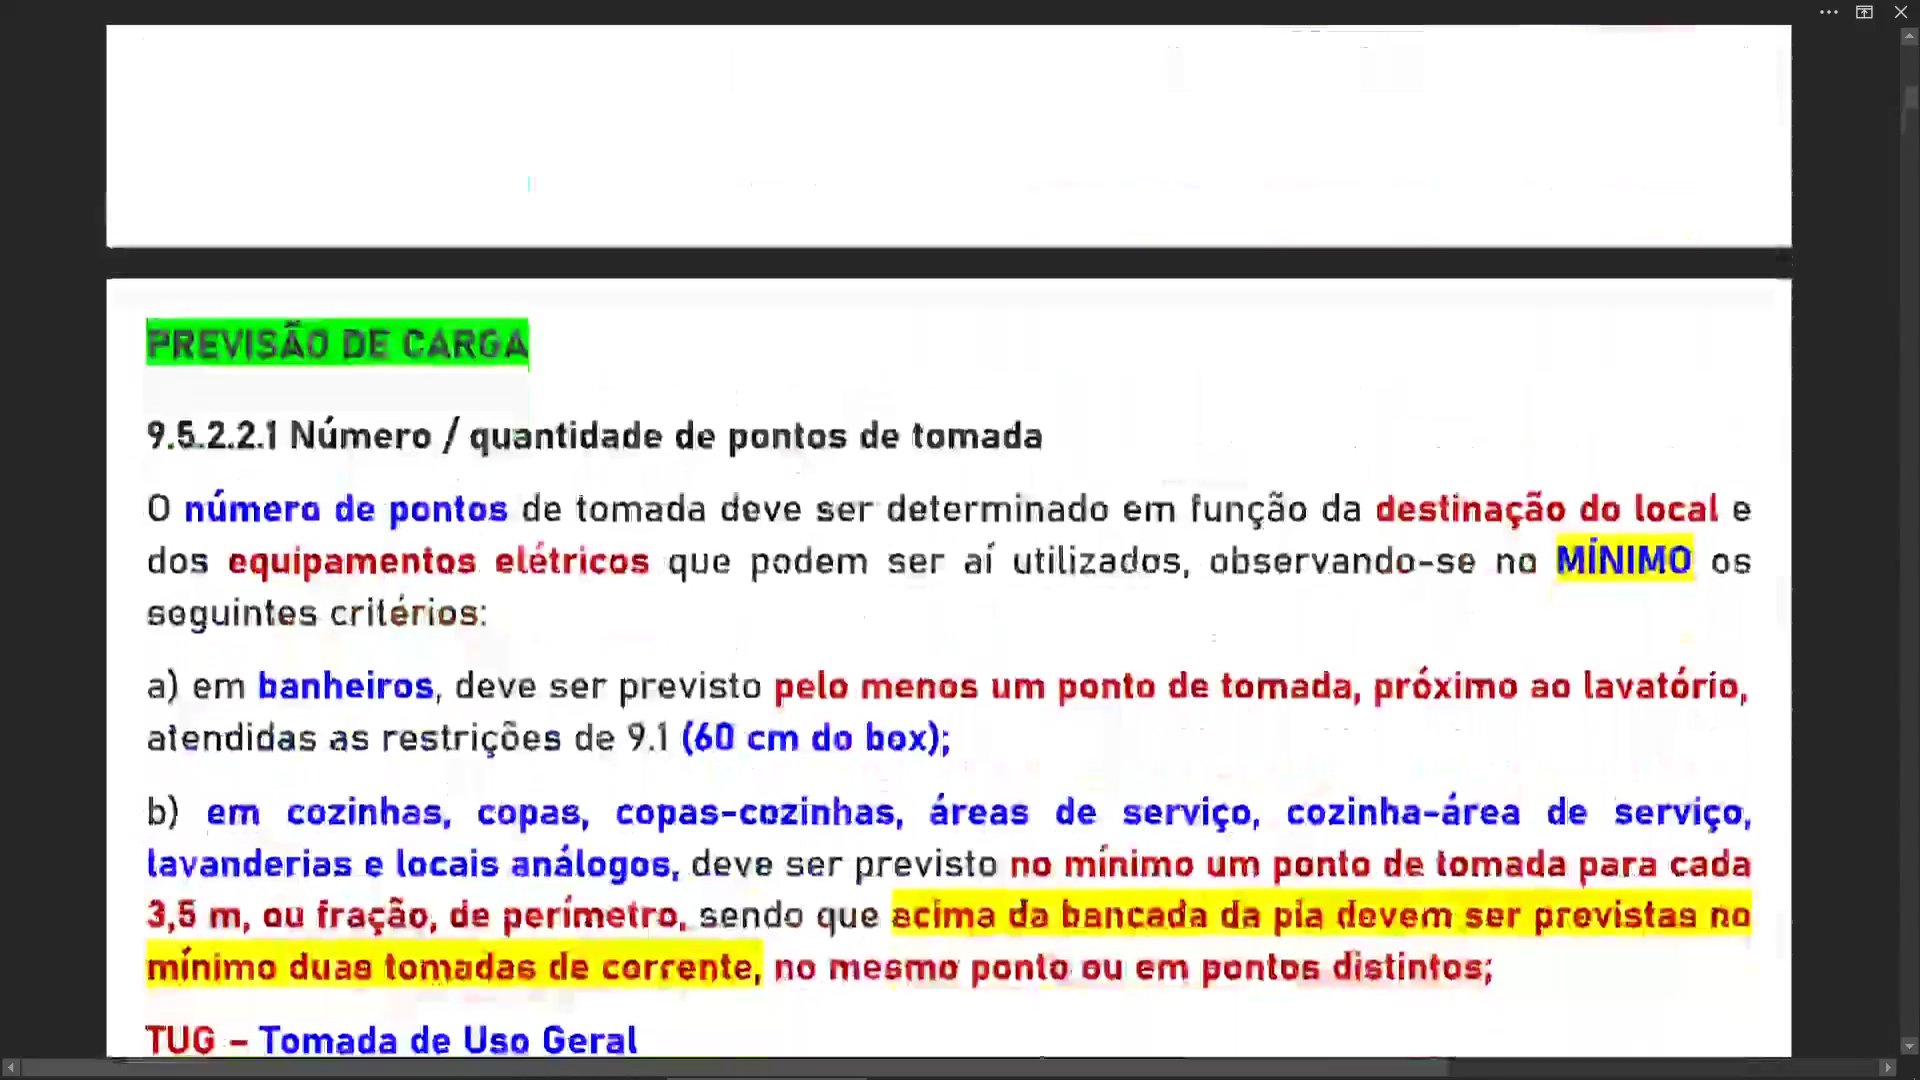 PREVISÃO DE CARGA
9.5.2.2.1 Número / quantidade de pontos de tomada
O número de pontos de tomada deve ser determinado em função da destinação do local e
dos equipamentos elétricos que podem ser aí utilizados, observando-se no MÍNIMO os
seguintes critérios:
a) em banheiros, deve ser previsto pelo menos um ponto de tomada, próximo ao lavatório,
atendidas as restrições de 9.1 (60 cm do box);
b) em cozinhas, copas, copas-cozinhas, áreas de serviço, cozinha-área de serviço,
lavanderias e locais análogos, deve ser previsto no mínimo um ponto de tomada para cada
3,5 m, ou fração, de perímetro, sendo que acima da bancada da pia devem ser previstas no
mínimo duas tomadas de corrente, no mesmo ponto ou em pontos distintos;
TUG – Tomada de Uso Geral